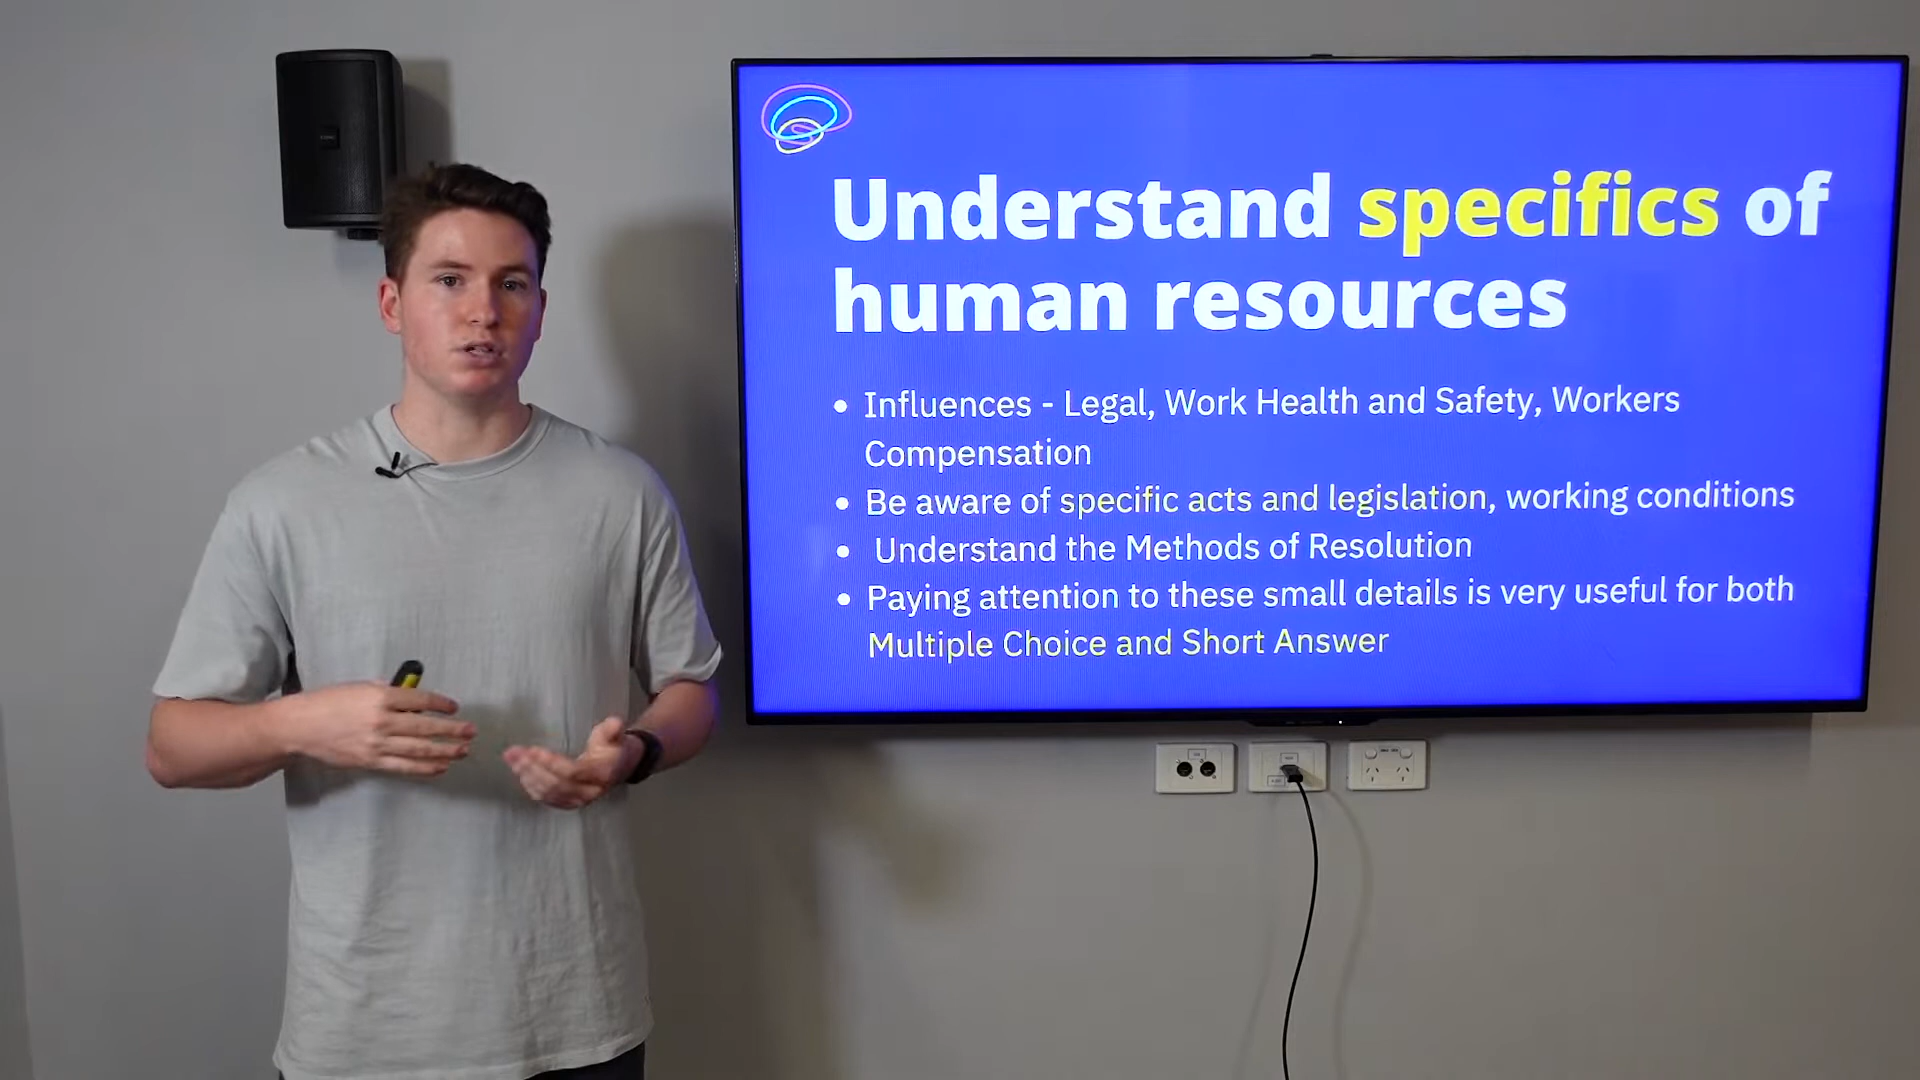 Understand specifics of
human resources
• Influences - Legal, Work Health and Safety, Workers
Compensation
• Be aware of specific acts and legislation, working conditions
• Understand the Methods of Resolution
• Paying attention to these small details is very useful for both
Multiple Choice and Short Answer